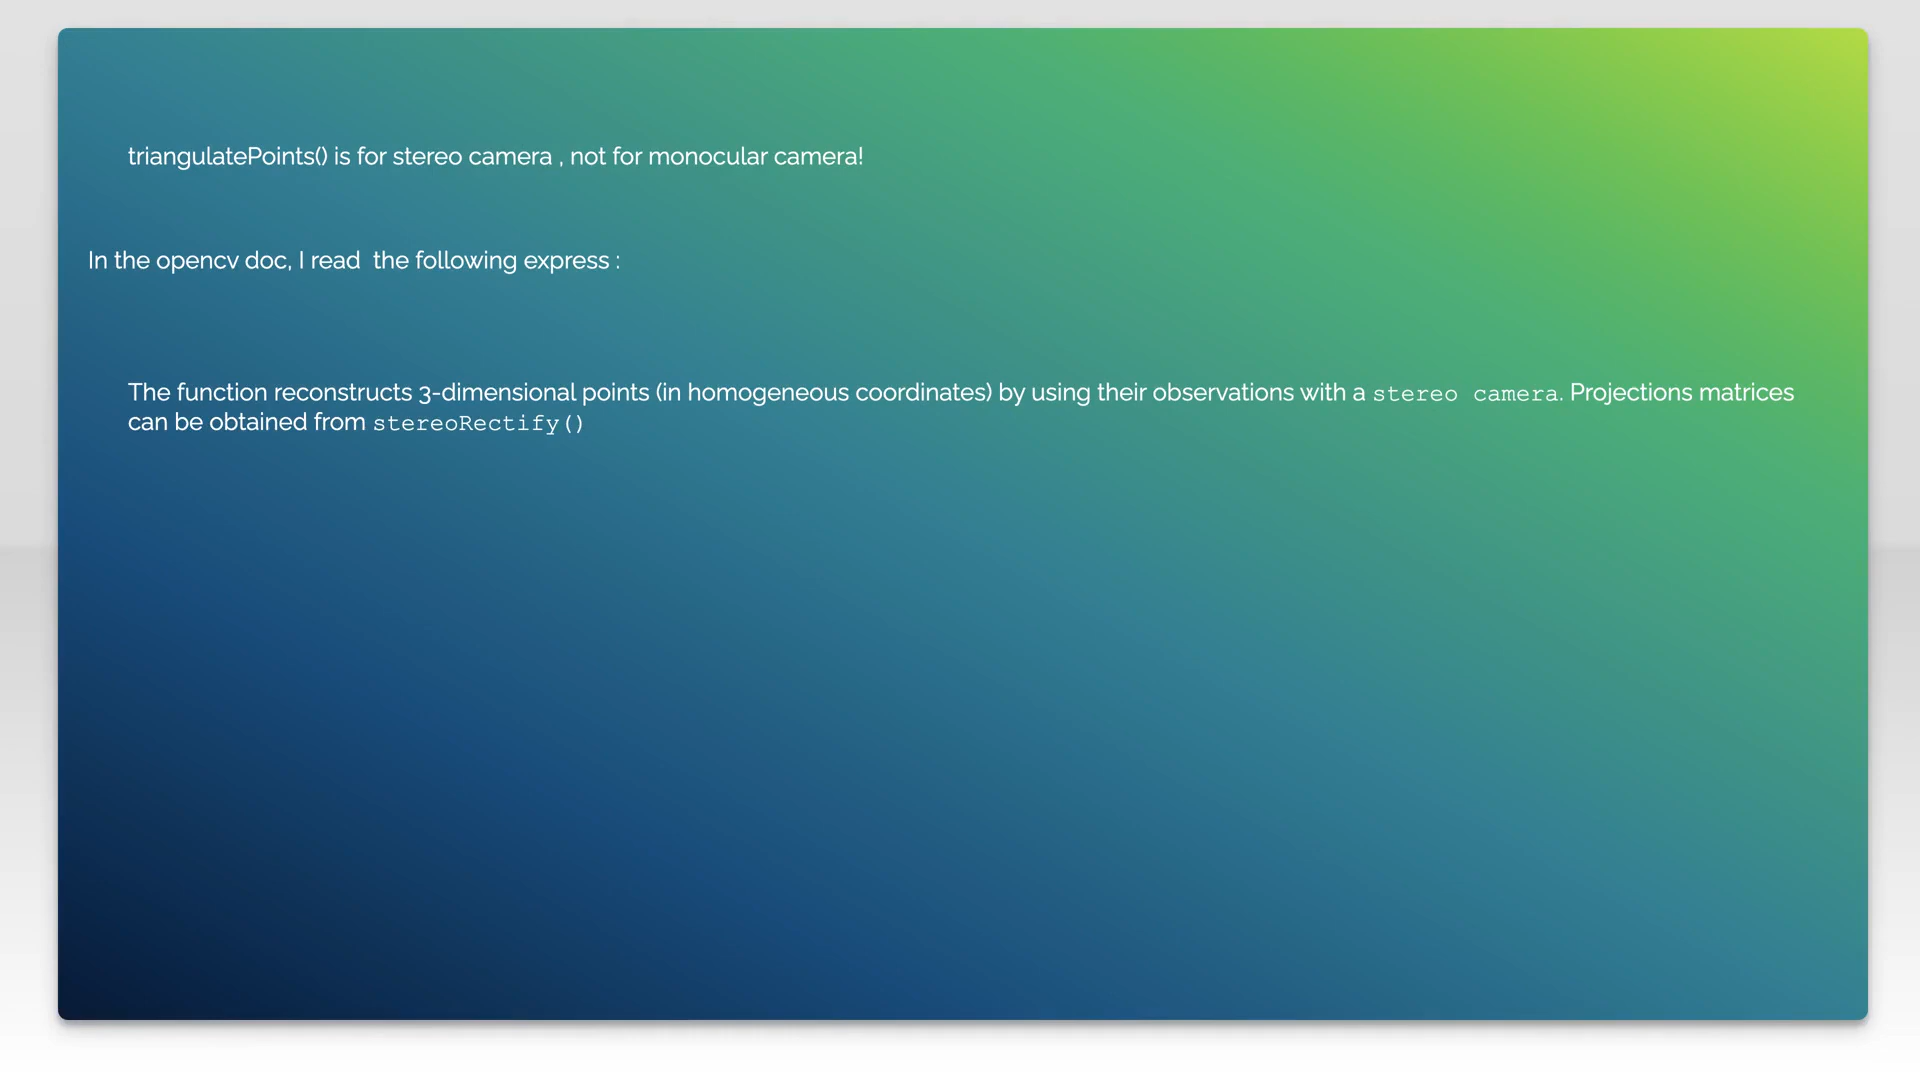 triangulatePoints() is for stereo camera , not for monocular camera!
In the opencv doc, I read  the following express :
The function reconstructs 3-dimensional points (in homogeneous coordinates) by using their observations with a stereo camera. Projections matrices
can be obtained from stereoRectify()